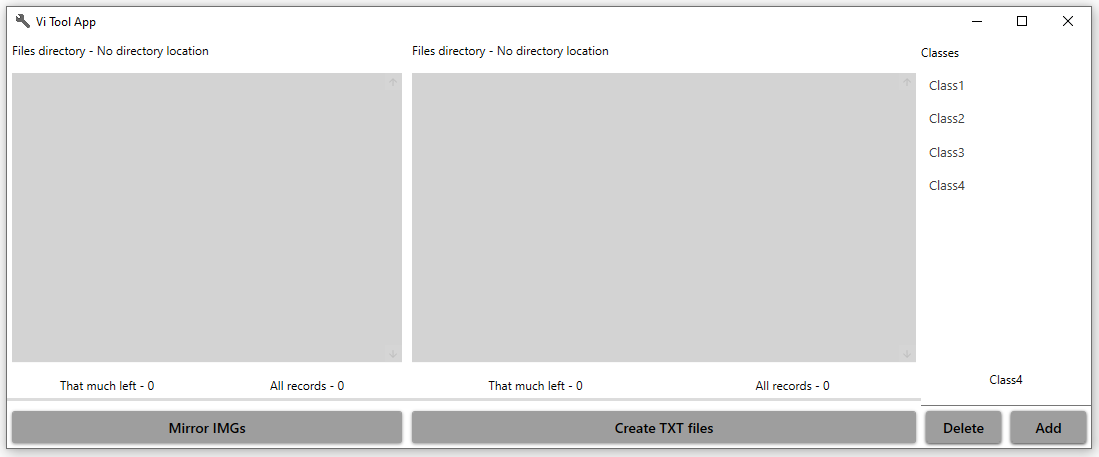 Vi Tool App
Files directory - No directory location
Files directory - No directory location
Classes
Class1
Class2
Class3
Class4
That much left - 0
All records - 0
That much left - 0
All records - 0
Class4
Mirror IMGs
Create TXT files
Delete
Add